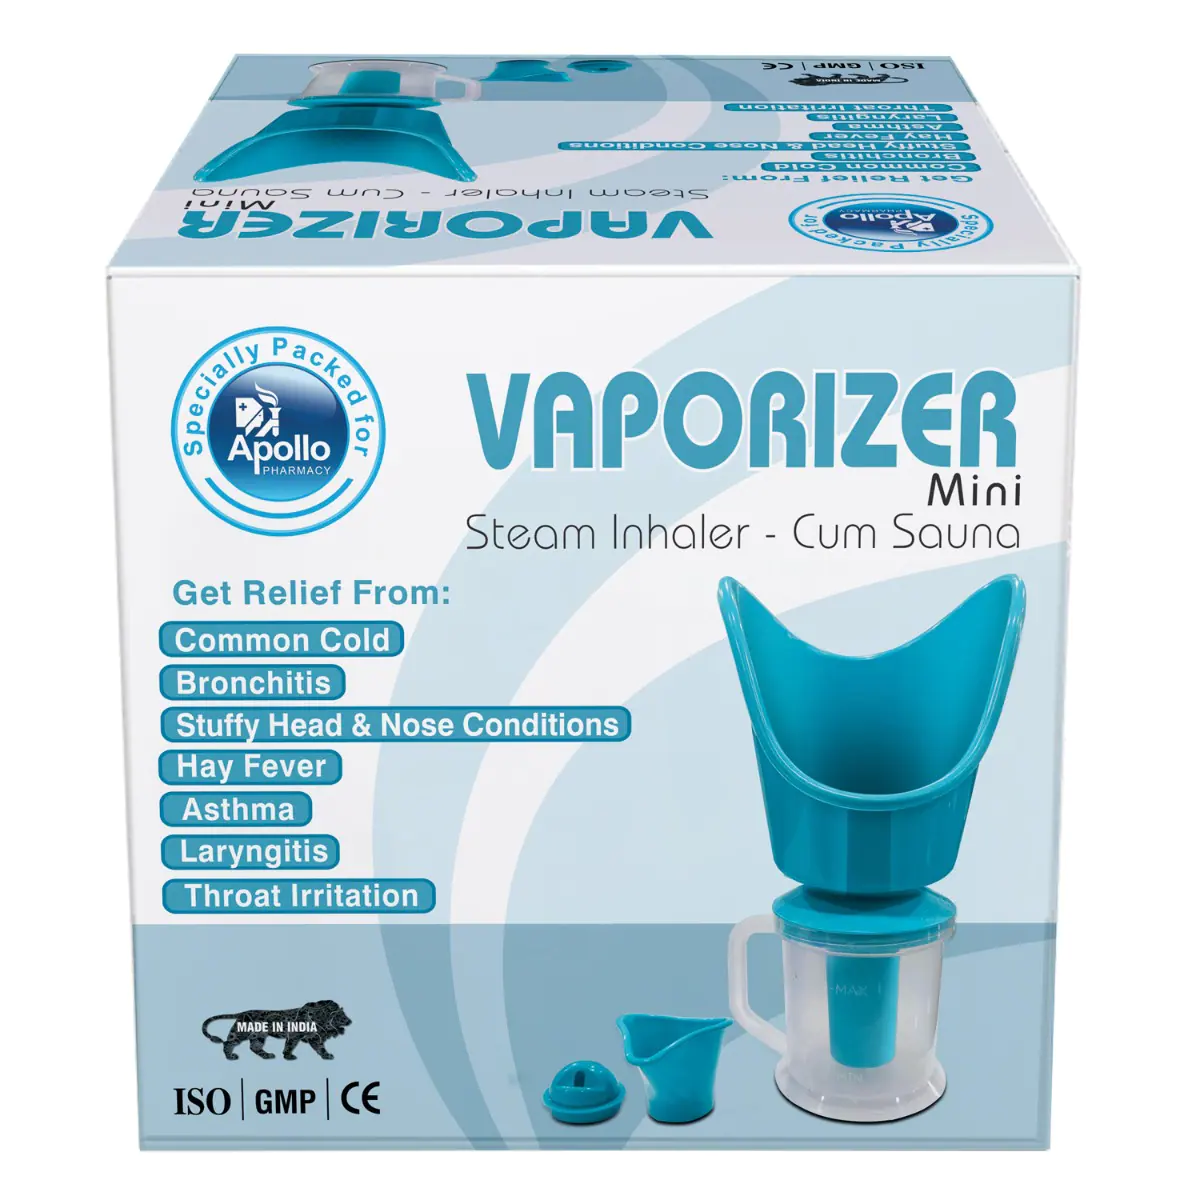 ISO | GMP | CE
MADE IN INDIA
Throat Irritation
Laryngitis
Asthma
Hay Fever
Stuffy Head & Nose Conditions
Bronchitis
Common Cold
Get Relief From:
Steam Inhaler - Cum Sauna
Mini
VAPORIZER
Specially Packed for
Apollo
PHARMACY
Specially Packed for
Apollo
PHARMACY
VAPORIZER
Mini
Steam Inhaler - Cum Sauna
Get Relief From:
Common Cold
Bronchitis
Stuffy Head & Nose Conditions
Hay Fever
Asthma
Laryngitis
Throat Irritation
MAX
MIN
MADE IN INDIA
ISO | GMP | CE